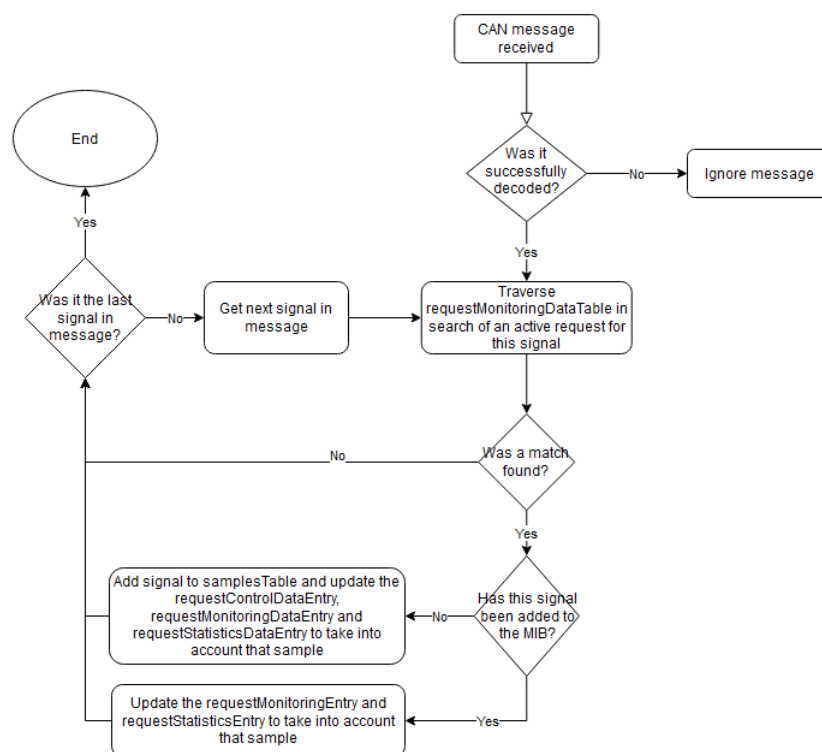 CAN message
received
End
Was it
successfully
decoded?
No
Ignore message
Yes
Yes
Traverse
requestMonitoringDataTable in
search of an active request for
this signal
Was it the last
signal in
message?
No
Get next signal in
message
Was a match
found?
No
Yes
Add signal to samplesTable and update the
requestControlDataEntry,
requestMonitoringDataEntry and
requestStatisticsDataEntry to take into
account that sample
No
Has this signal
been added to
the MIB?
Update the requestMonitoringEntry and
requestStatisticsEntry to take into account
that sample
Yes